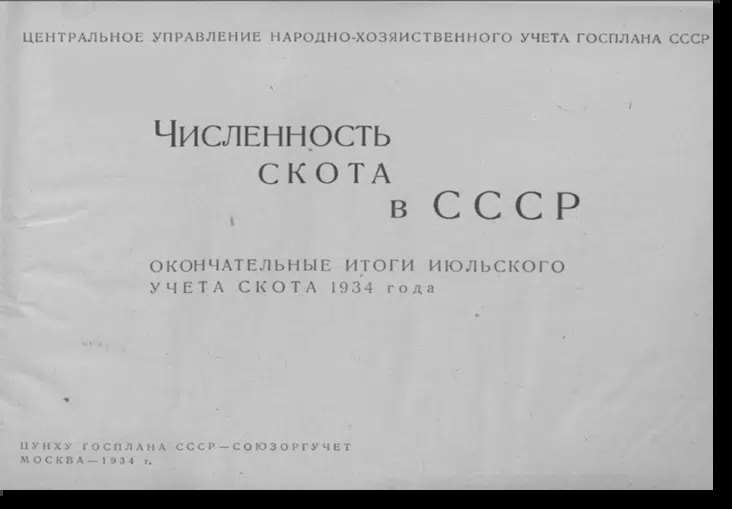 ЦЕНТРАЛЬНОЕ УПРАВЛЕНИЕ НАРОДНО-ХОЗЯИСТВЕННОГО УЧЕТА ГОСПЛАНА СССР
ЧИСЛЕННОСТЬ
СКОТА
В СССР
ОКОНЧАТЕЛЬНЫЕ ИТОГИ ИЮЛЬСКОГО
УЧЕТА СКОТА 1934 года
ЦУНХУ ГОСПЛАНА СССР—СОЮЗОРГУЧЕТ
МОСКВА—1934 г.